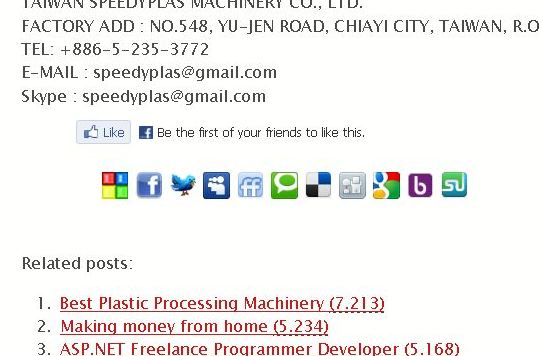 TAIWAN SPEEDYPLAS MACHINERY CO., LTD.
FACTORY ADD : NO.548, YU-JEN ROAD, CHIAYI CITY, TAIWAN, R.O
TEL: +886-5-235-3772
E-MAIL : speedyplas@gmail.com
Skype : speedyplas@gmail.com
Like
Be the first of your friends to like this.
Related posts:
1. Best Plastic Processing Machinery (7.213)
2. Making money from home (5.234)
3. ASP.NET Freelance Programmer Developer (5.168)